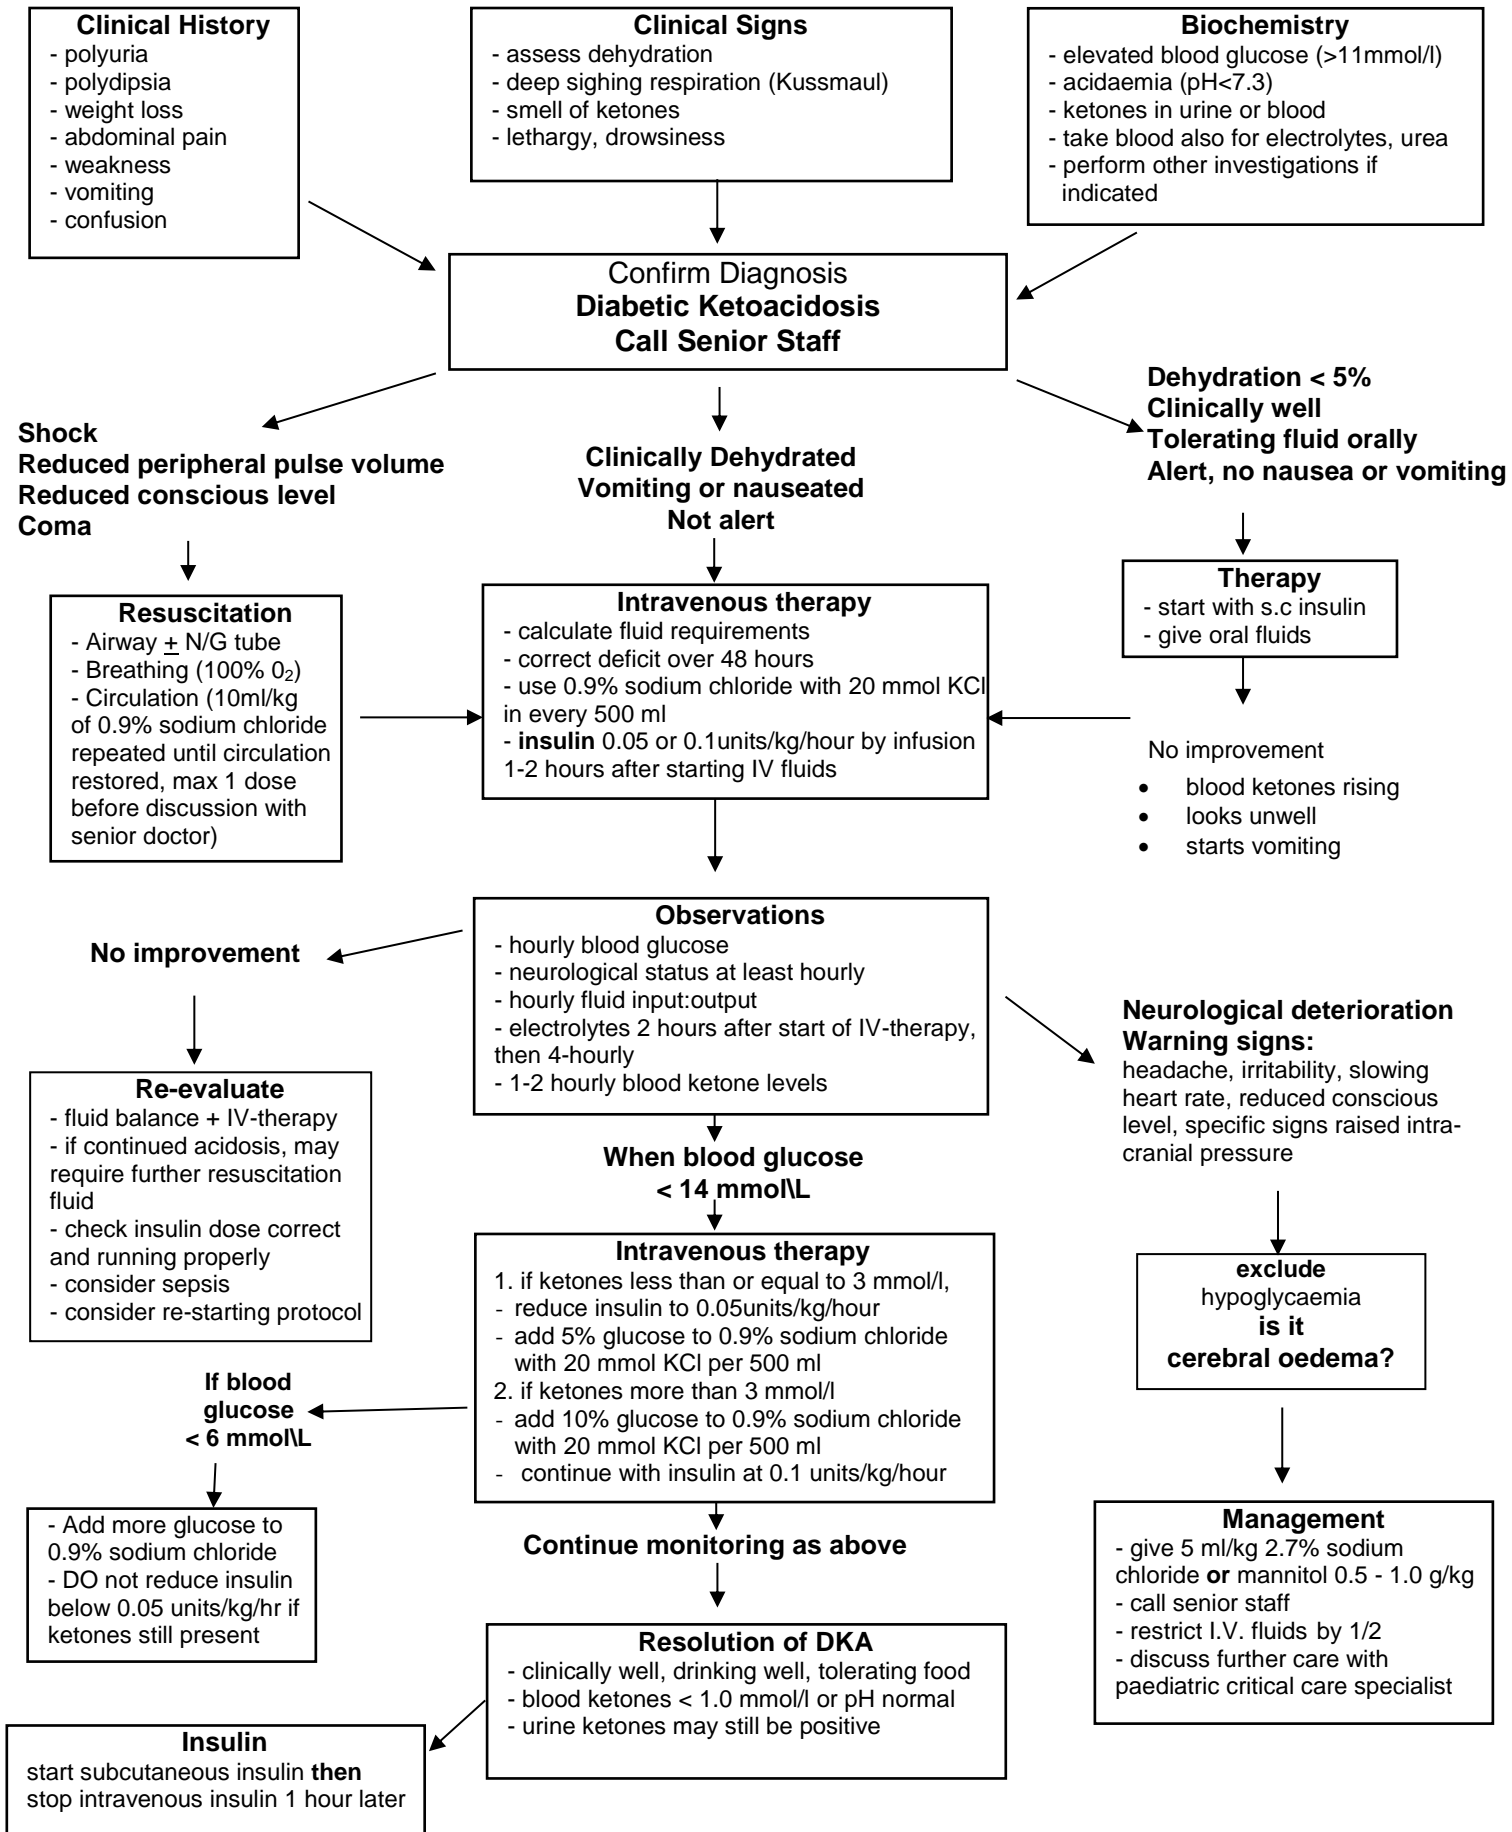 Clinical History
- polyuria
- polydipsia
- weight loss
- abdominal pain
- weakness
- vomiting
- confusion
Clinical Signs
- assess dehydration
- deep sighing respiration (Kussmaul)
- smell of ketones
- lethargy, drowsiness
Biochemistry
- elevated blood glucose (>11mmol/l)
- acidaemia (pH<7.3)
- ketones in urine or blood
- take blood also for electrolytes, urea
- perform other investigations if
indicated
Confirm Diagnosis
Diabetic Ketoacidosis
Call Senior Staff
Shock
Reduced peripheral pulse volume
Reduced conscious level
Coma
Clinically Dehydrated
Vomiting or nauseated
Not alert
Dehydration < 5%
Clinically well
Tolerating fluid orally
Alert, no nausea or vomiting
Resuscitation
- Airway + N/G tube
- Breathing (100% 0₂)
- Circulation (10ml/kg
of 0.9% sodium chloride
repeated until circulation
restored, max 1 dose
before discussion with
senior doctor)
Intravenous therapy
- calculate fluid requirements
- correct deficit over 48 hours
- use 0.9% sodium chloride with 20 mmol KCl
in every 500 ml
- insulin 0.05 or 0.1units/kg/hour by infusion
1-2 hours after starting IV fluids
Therapy
- start with s.c insulin
- give oral fluids
No improvement
• blood ketones rising
• looks unwell
• starts vomiting
Observations
- hourly blood glucose
- neurological status at least hourly
- hourly fluid input:output
- electrolytes 2 hours after start of IV-therapy,
then 4-hourly
- 1-2 hourly blood ketone levels
No improvement
Re-evaluate
- fluid balance + IV-therapy
- if continued acidosis, may
require further resuscitation
fluid
- check insulin dose correct
and running properly
- consider sepsis
- consider re-starting protocol
Neurological deterioration
Warning signs:
headache, irritability, slowing
heart rate, reduced conscious
level, specific signs raised intra-
cranial pressure
When blood glucose
< 14 mmol\L
Intravenous therapy
1. if ketones less than or equal to 3 mmol/l,
- reduce insulin to 0.05units/kg/hour
- add 5% glucose to 0.9% sodium chloride
with 20 mmol KCl per 500 ml
2. if ketones more than 3 mmol/l
- add 10% glucose to 0.9% sodium chloride
with 20 mmol KCl per 500 ml
- continue with insulin at 0.1 units/kg/hour
exclude
hypoglycaemia
is it
cerebral oedema?
If blood
glucose
< 6 mmol\L
- Add more glucose to
0.9% sodium chloride
- DO not reduce insulin
below 0.05 units/kg/hr if
ketones still present
Continue monitoring as above
Management
- give 5 ml/kg 2.7% sodium
chloride or mannitol 0.5 - 1.0 g/kg
- call senior staff
- restrict I.V. fluids by 1/2
- discuss further care with
paediatric critical care specialist
Resolution of DKA
- clinically well, drinking well, tolerating food
- blood ketones < 1.0 mmol/l or pH normal
- urine ketones may still be positive
Insulin
start subcutaneous insulin then
stop intravenous insulin 1 hour later